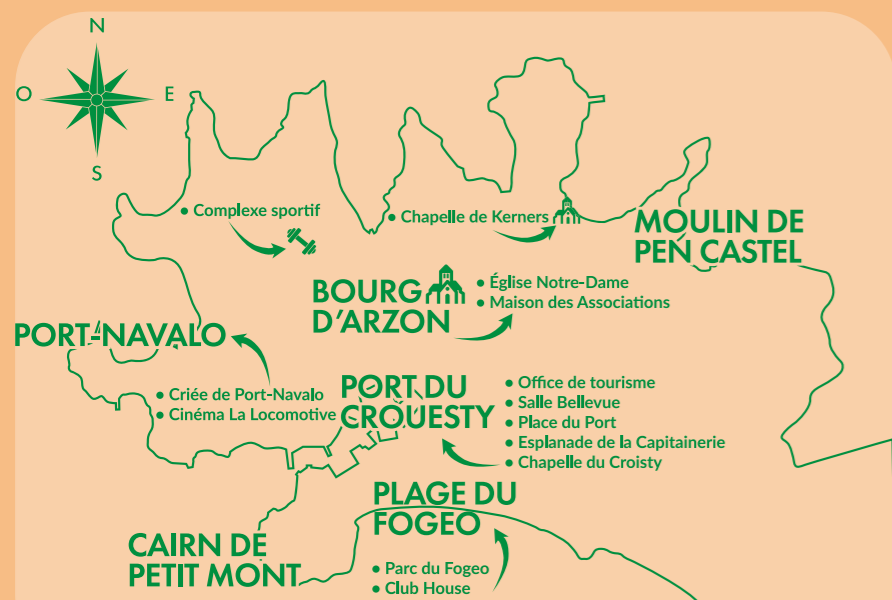 N
O
E
S
• Complexe sportif
• Chapelle de Kerners
MOULIN DE
PEN CASTEL
BOURG
D'ARZON
• Église Notre-Dame
• Maison des Associations
PORT-NAVALO
• Criée de Port-Navalo
• Cinéma La Locomotive
PORT DU
CROUESTY
• Office de tourisme
• Salle Bellevue
• Place du Port
• Esplanade de la Capitainerie
• Chapelle du Croisty
PLAGE DU
FOGEO
CAIRN DE
PETIT MONT
• Parc du Fogeo
• Club House